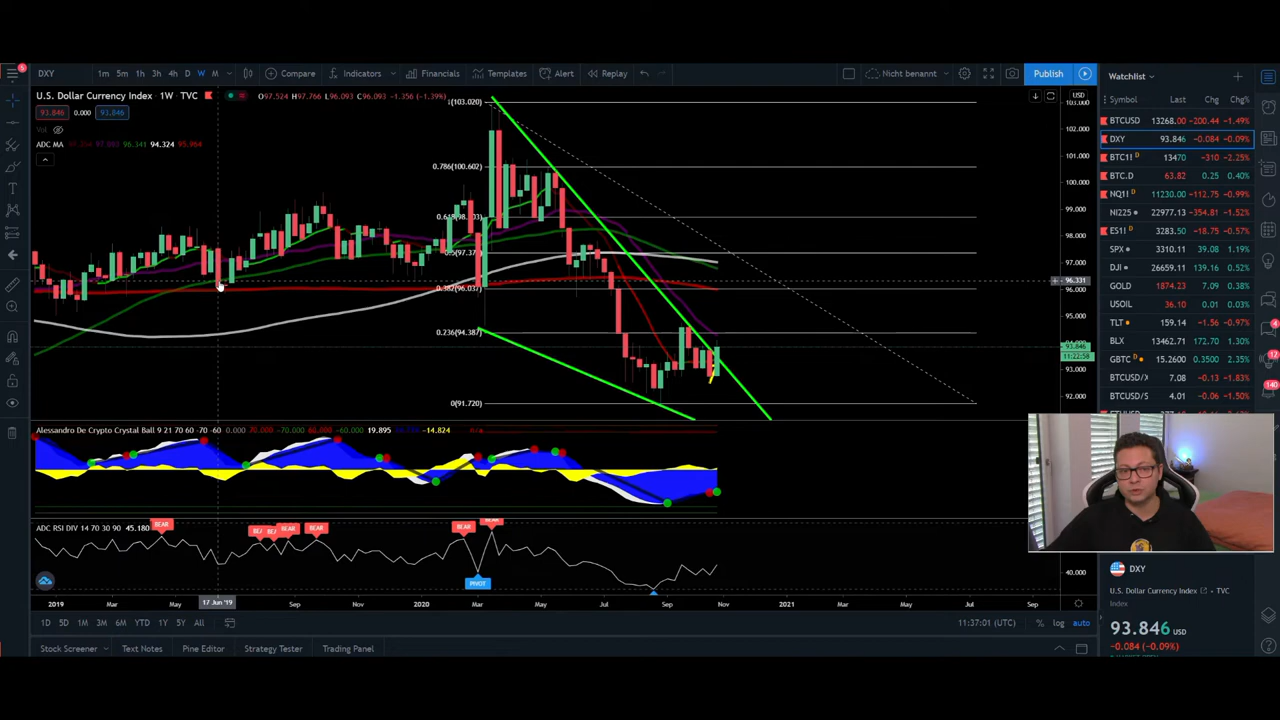 5
DXY 1m 5m 1h 3h 4h D W M Compare Indicators Financials Templates Alert Replay Nicht benannt Publish
U.S. Dollar Currency Index · 1W · TVC O97.524 H97.766 L96.093 C96.093 -1.356 (-1.39%)
93.846 0.000 93.846
Vol
ADC MA 96.341 94.324 95.964
(103.020)
0.786(100.602)
0.5(97.37
0.382(96.037)
0.236(94.387)
0(91.720)
USD
103.000
102.000
101.000
100.000
99.000
98.000
97.000
96.331
96.000
95.000
94.000
93.846
11:22:58
93.000
92.000
Alessandro De Crypto Crystal Ball 9 21 70 60 -70 -60 0.000 70.000 -70.000 60.000 -60.000 19.895 -14.824 n/a
ADC RSI DIV 14 70 30 90 45.180
BEAR
BEAR
BEAR
BEAR
BEAR
PIVOT
40.000
2019 Mar May 17 Jun '19 Sep Nov 2020 Mar May Jul Sep Nov 2021 Mar May Jul Sep
1D 5D 1M 3M 6M YTD 1Y 5Y All 11:37:01 (UTC) % log auto
Stock Screener Text Notes Pine Editor Strategy Tester Trading Panel
Watchlist
Symbol Last Chg Chg%
BTCUSD 13268.00 -200.44 -1.49%
DXY 93.846 -0.084 -0.09%
BTC1! D 13470 -310 -2.25%
BTC.D 63.82 0.25 0.40%
NQ1! D 11230.00 -112.75 -0.99%
NI225 22977.13 -354.81 -1.52%
ES1! D 3283.50 -18.75 -0.57%
SPX 3310.11 39.08 1.19%
DJI 26659.11 139.16 0.52%
GOLD 1874.23 7.09 0.38%
USOIL 36.10 0.01 0.03%
TLT 159.14 -1.56 -0.97%
BLX 13462.71 172.70 1.30%
GBTC D 15.2600 0.3500 2.35%
BTCUSD/X 7.08 -0.13 -1.83%
BTCUSD/S 4.01 -0.06 -1.50%
DXY
U.S. Dollar Currency Index · TVC
Index
93.846 USD
-0.084 (-0.09%)
17
140